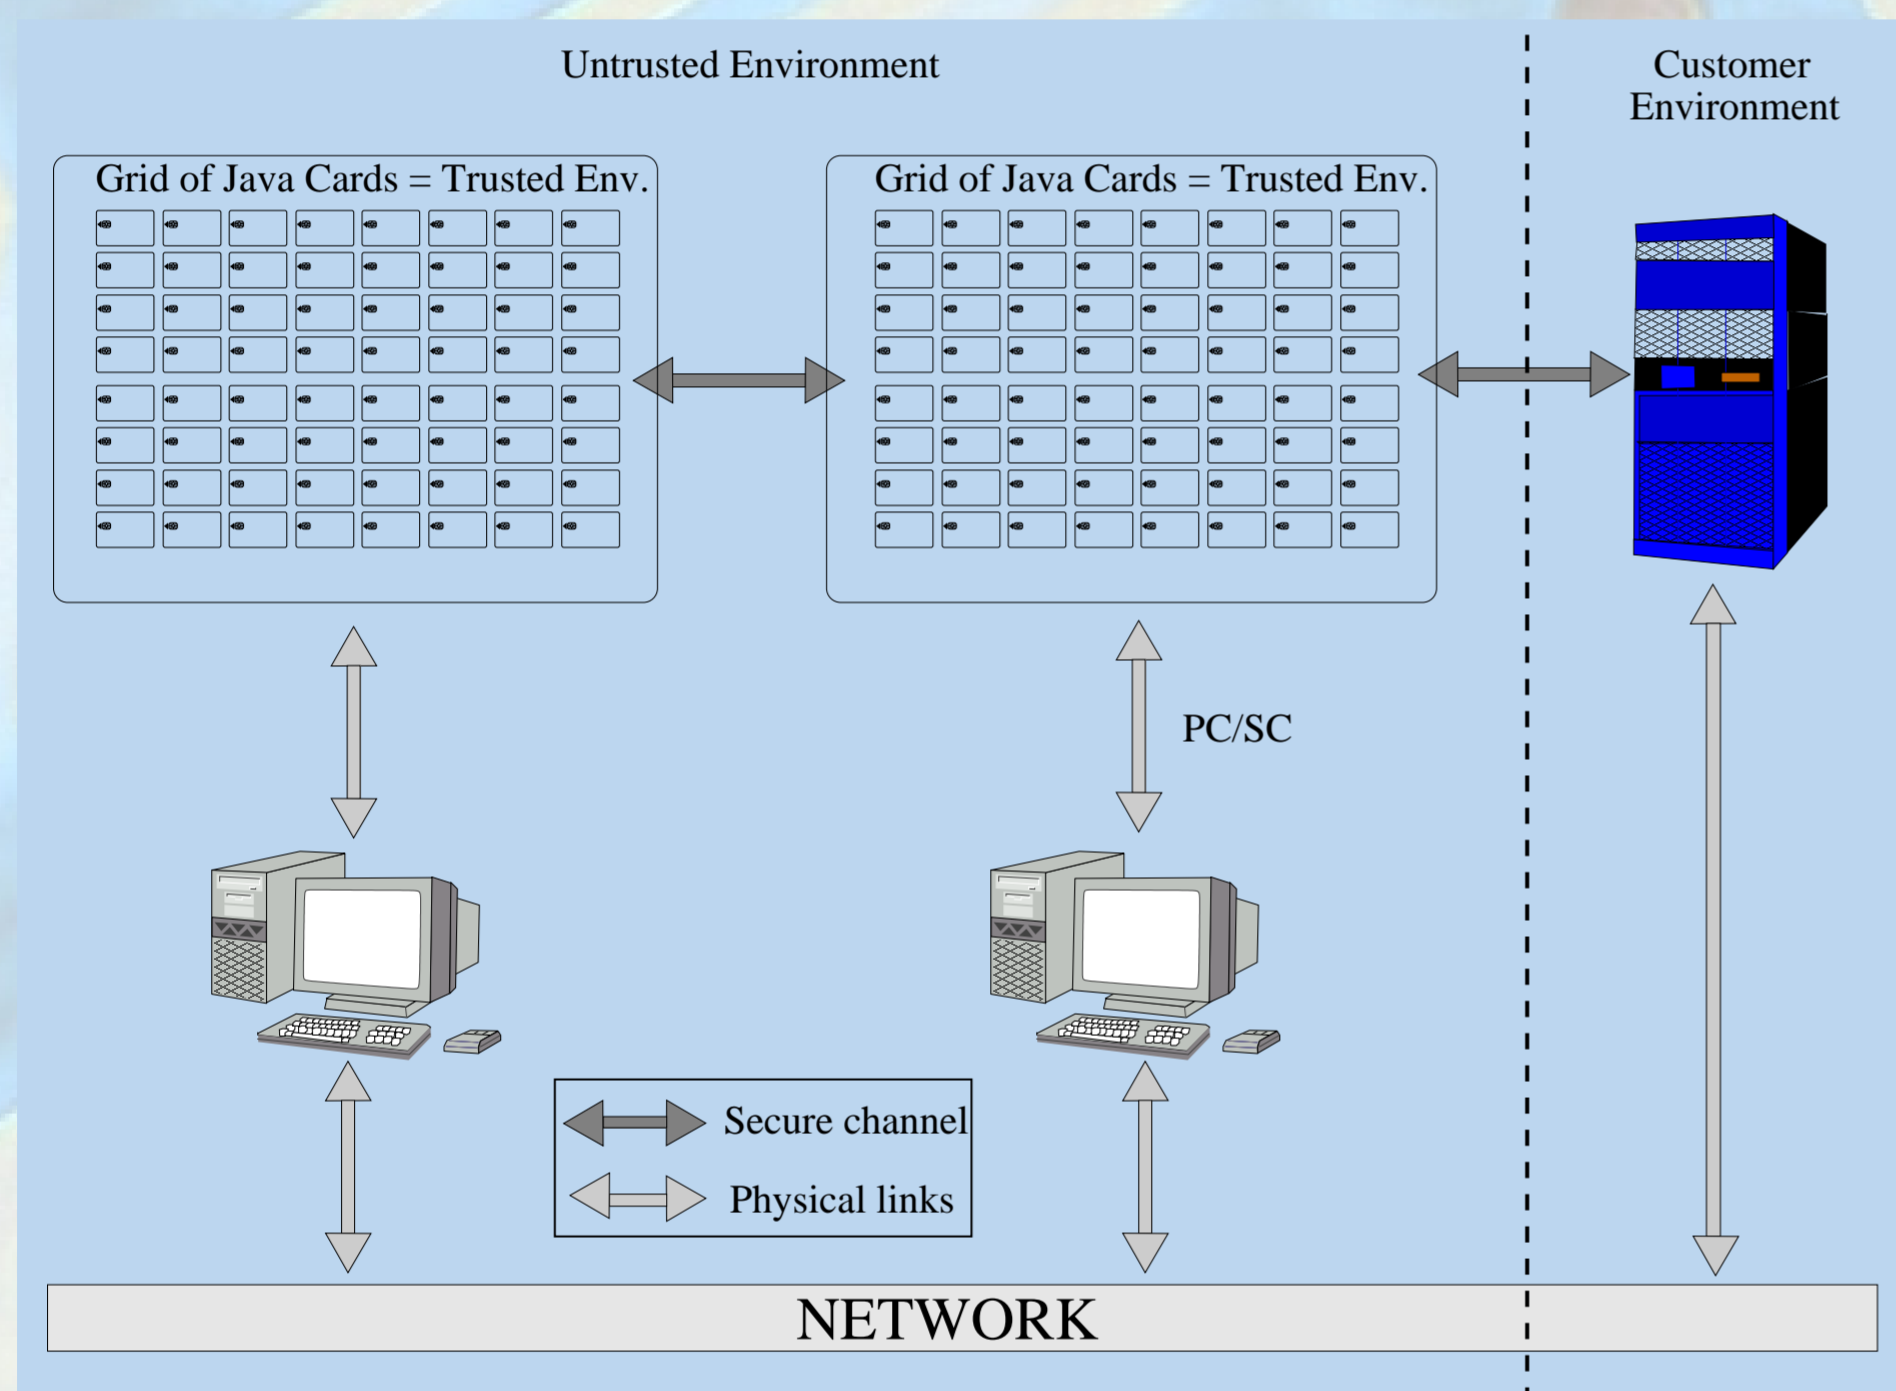 Untrusted Environment
Customer
Environment
Grid of Java Cards = Trusted Env.
Grid of Java Cards = Trusted Env.
PC/SC
Secure channel
Physical links
NETWORK